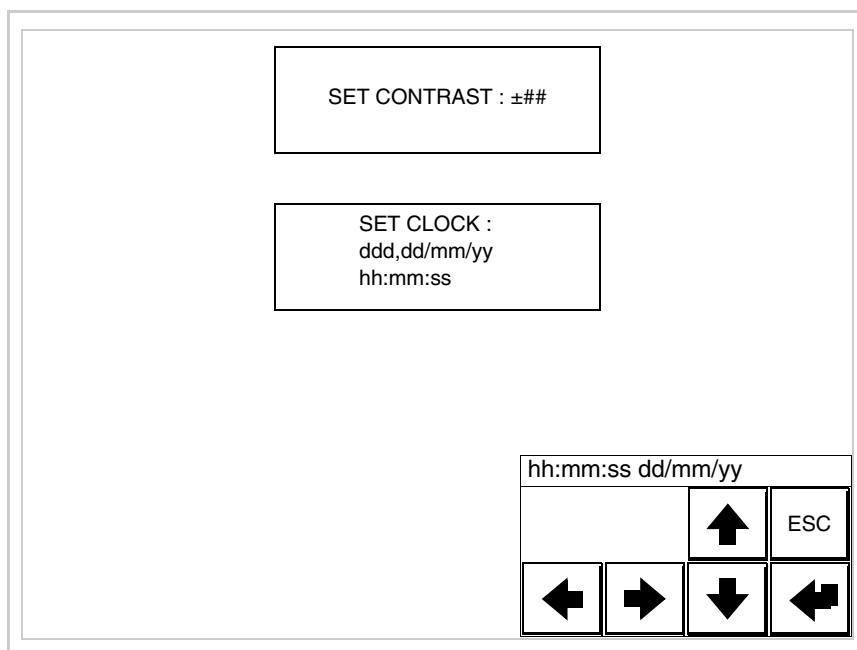 SET CONTRAST : ±##
SET CLOCK :
ddd,dd/mm/yy
hh:mm:ss
hh:mm:ss dd/mm/yy
ESC